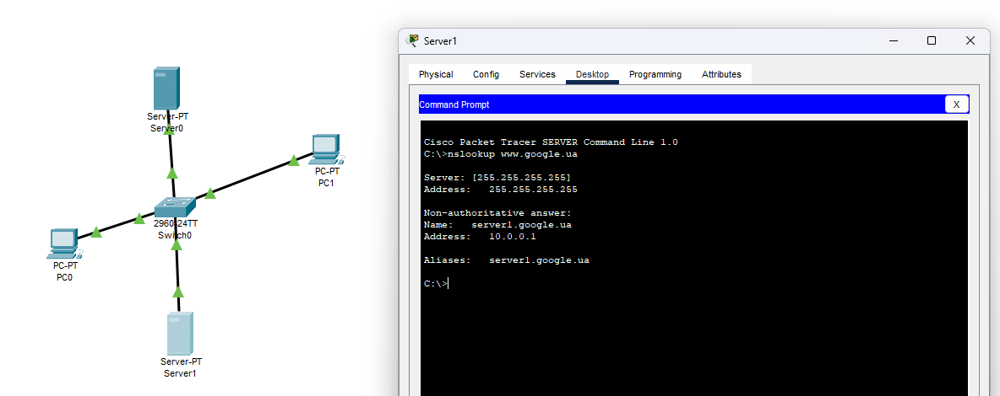 Server-PT
Server0
PC-PT
PC1
2960-24TT
Switch0
PC-PT
PC0
Server-PT
Server1
Server1
Physical Config Services Desktop Programming Attributes
Command Prompt
X
Cisco Packet Tracer SERVER Command Line 1.0
C:\>nslookup www.google.ua
Server: [255.255.255.255]
Address: 255.255.255.255
Non-authoritative answer:
Name: server1.google.ua
Address: 10.0.0.1
Aliases: server1.google.ua
C:\>